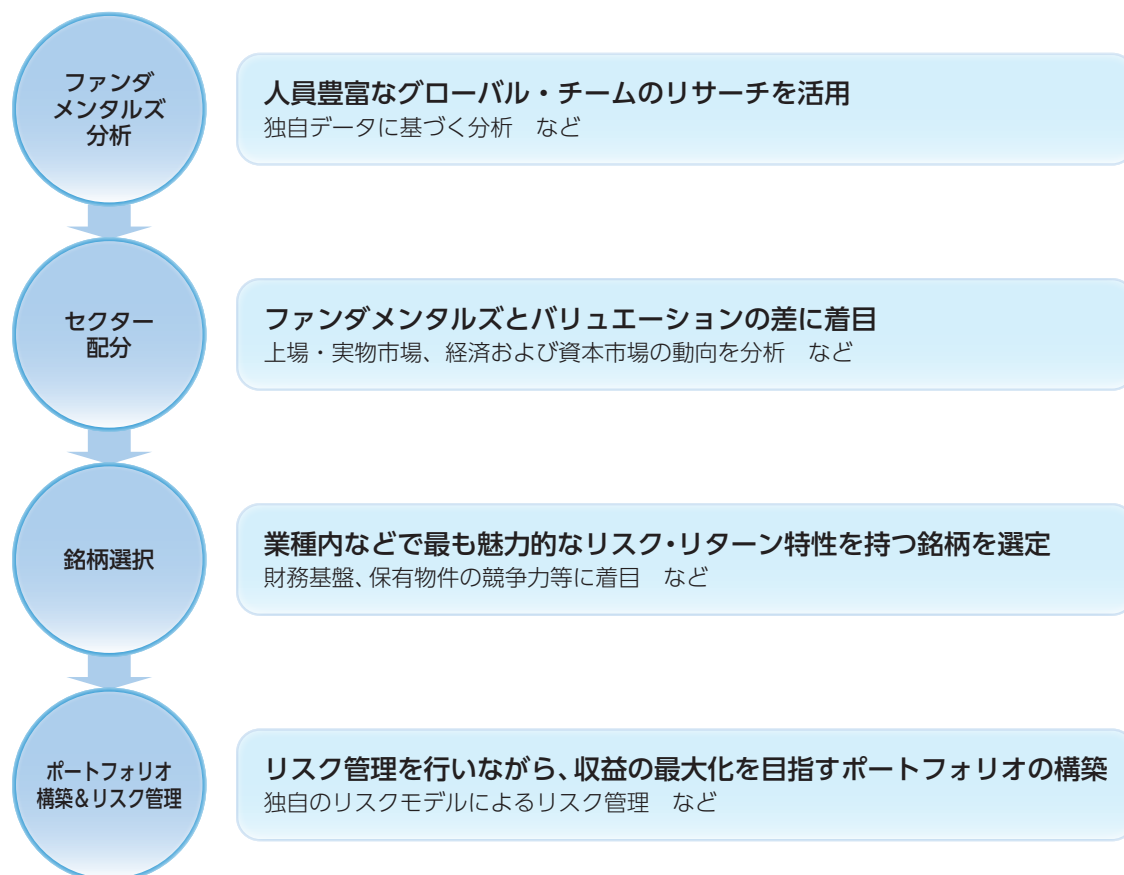 ファンダ
メンタルズ
分析
人員豊富なグローバル・チームのリサーチを活用
独自データに基づく分析　など
セクター
配分
ファンダメンタルズとバリュエーションの差に着目
上場・実物市場、経済および資本市場の動向を分析　など
銘柄選択
業種内などで最も魅力的なリスク・リターン特性を持つ銘柄を選定
財務基盤、保有物件の競争力等に着目　など
ポートフォリオ
構築&リスク管理
リスク管理を行いながら、収益の最大化を目指すポートフォリオの構築
独自のリスクモデルによるリスク管理　など